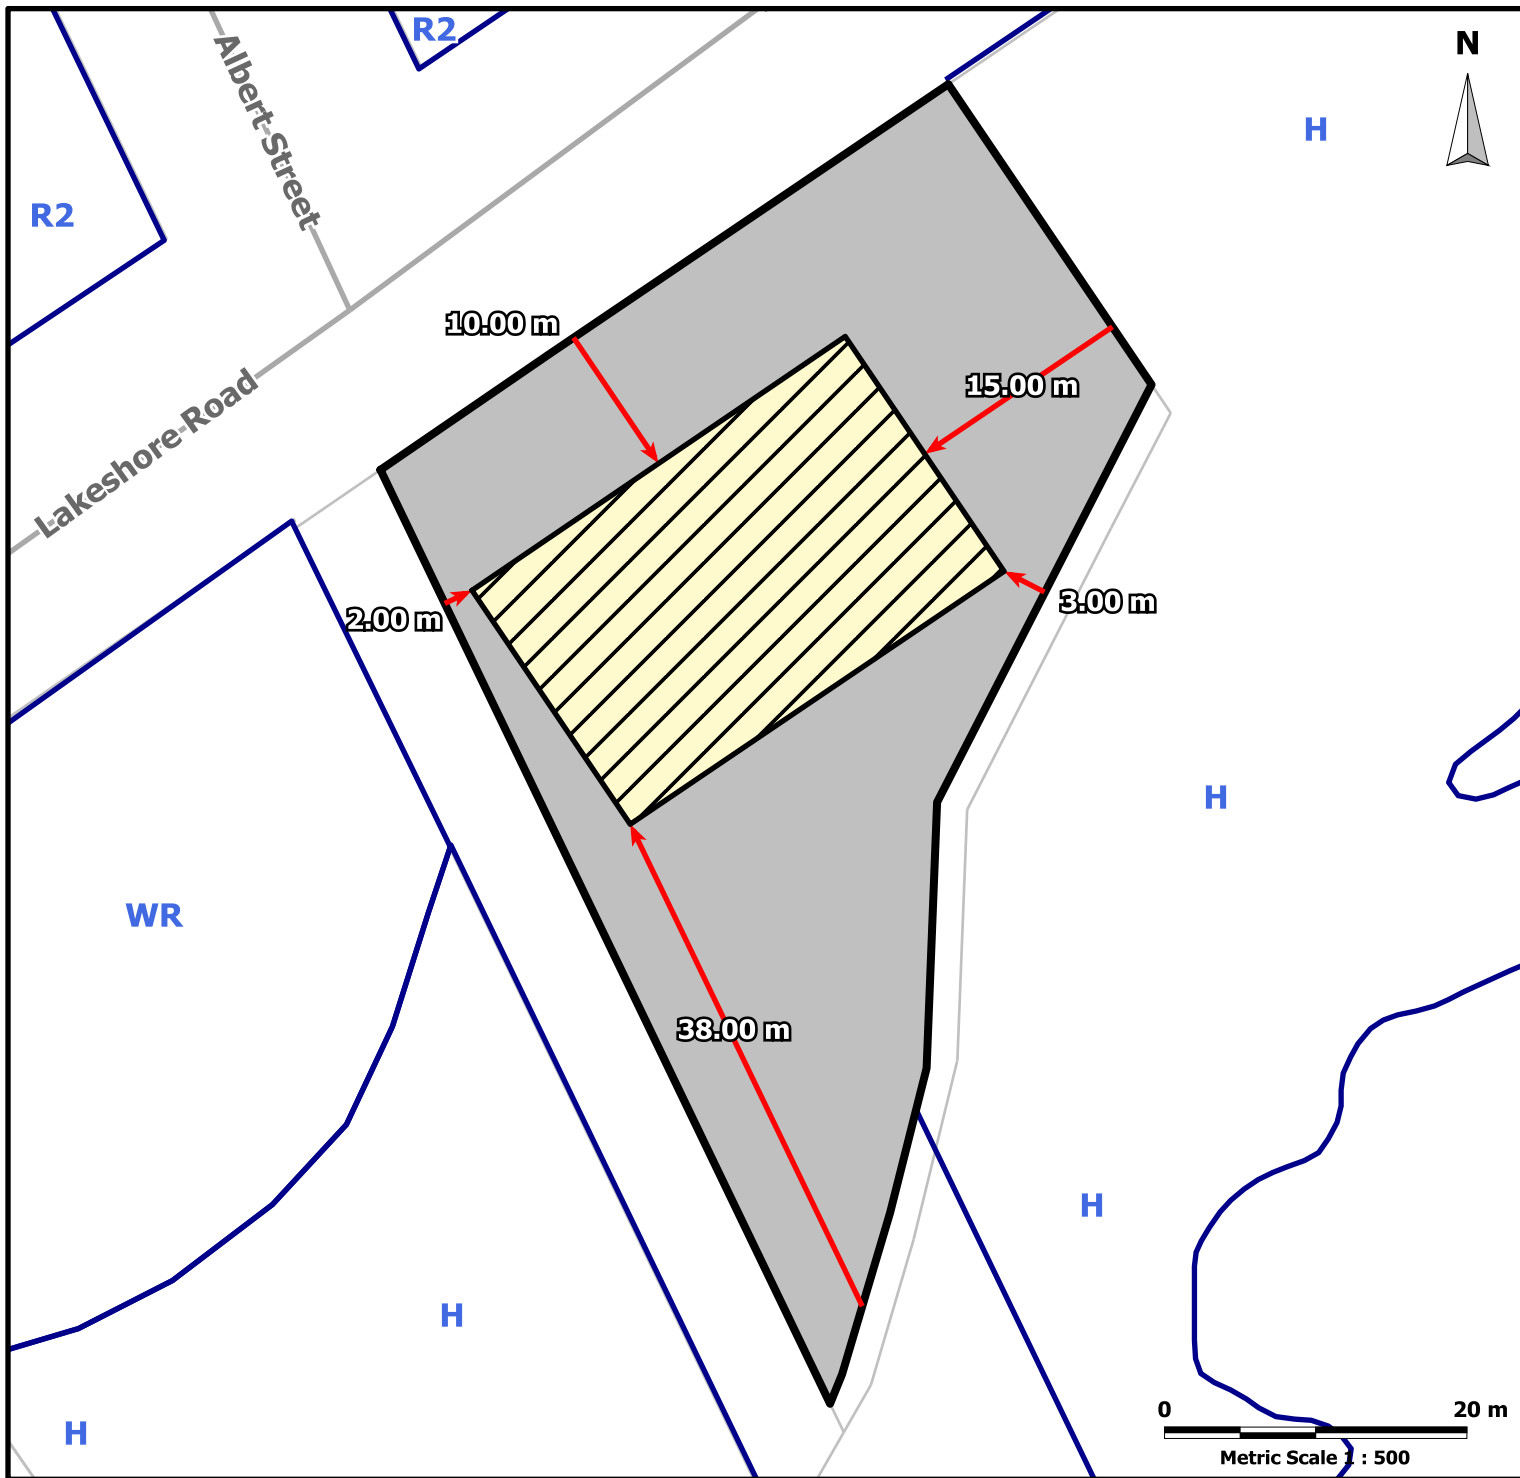 R2
N
Albert Street
H
R2
10.00 m
15.00 m
Lakeshore Road
2.00 m
3.00 m
H
WR
38.00 m
H
H
0 20 m
H
Metric Scale 1 : 500